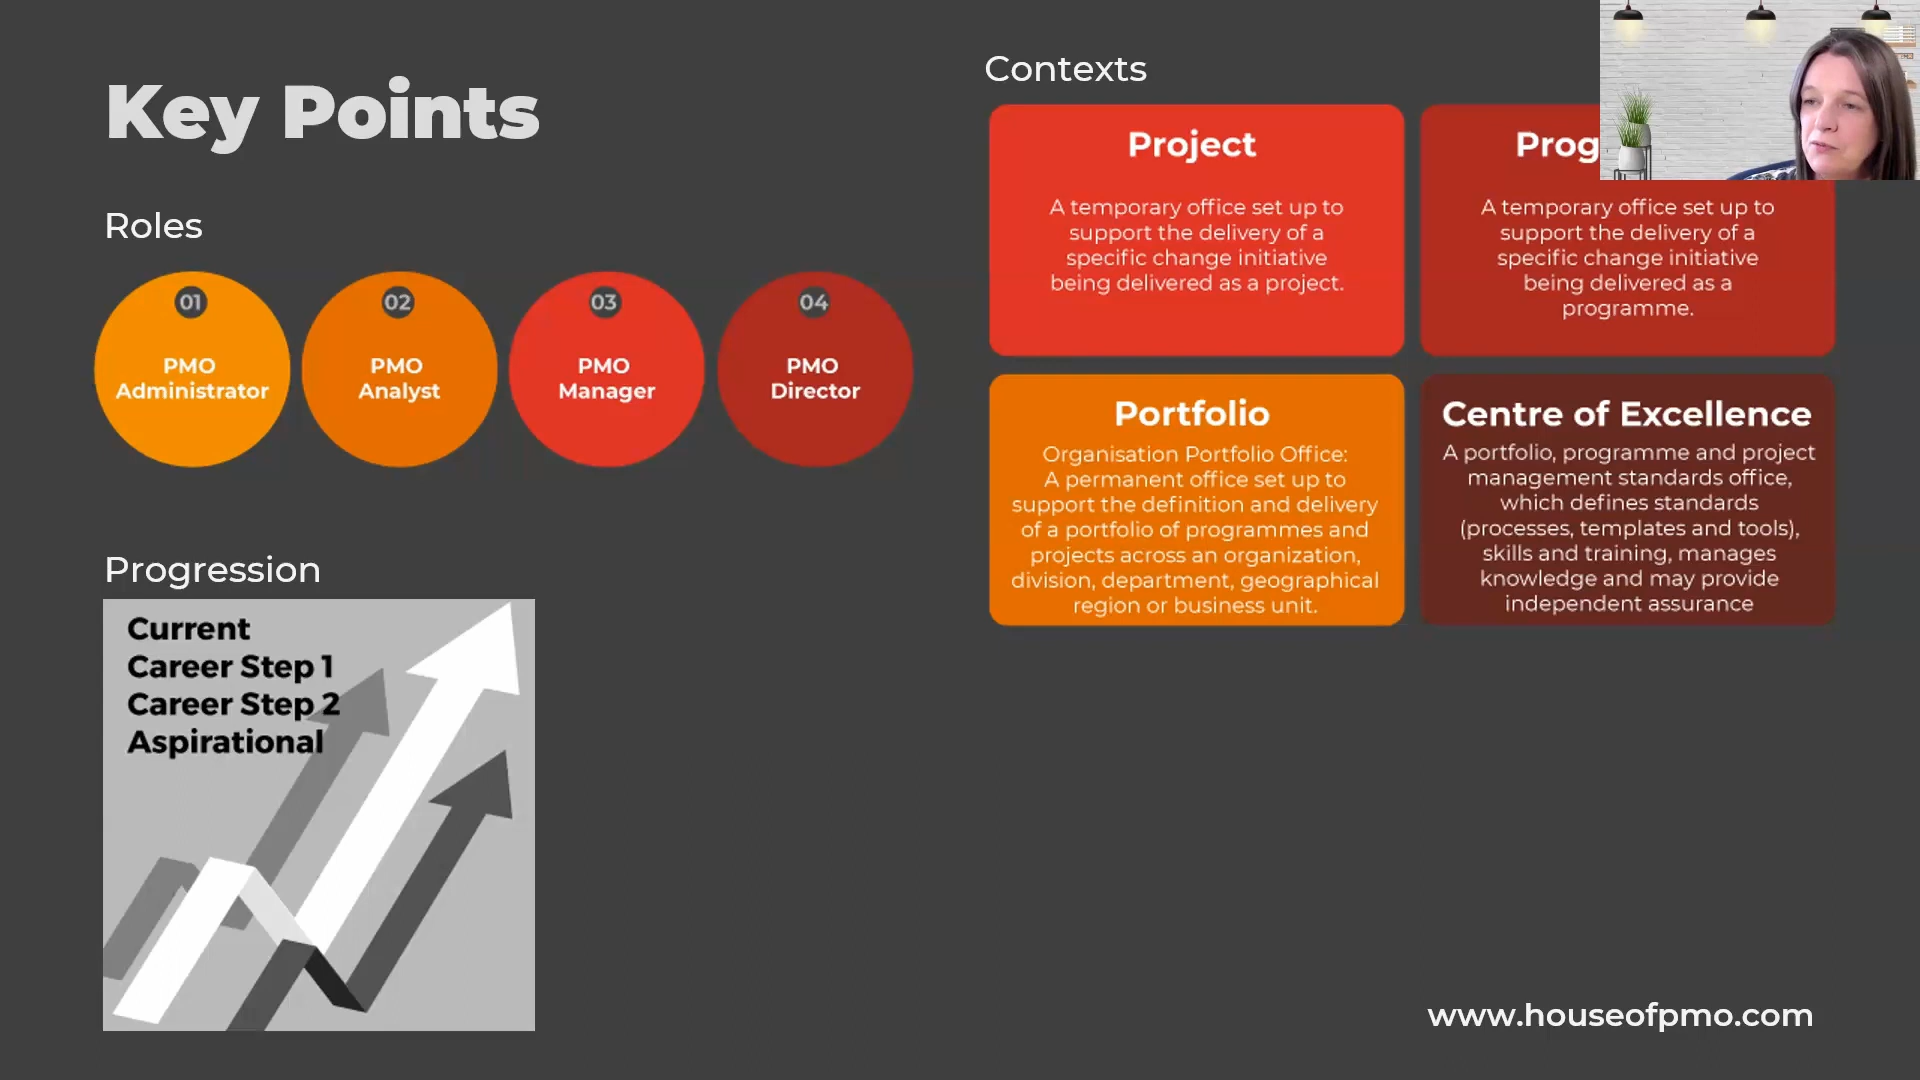 Key Points
Roles
01
PMO
Administrator
02
PMO
Analyst
03
PMO
Manager
04
PMO
Director
Progression
Current
Career Step 1
Career Step 2
Aspirational
Contexts
Project
A temporary office set up to
support the delivery of a
specific change initiative
being delivered as a project.
Prog
A temporary office set up to
support the delivery of a
specific change initiative
being delivered as a
programme.
Portfolio
Organisation Portfolio Office:
A permanent office set up to
support the definition and delivery
of a portfolio of programmes and
projects across an organization,
division, department, geographical
region or business unit.
Centre of Excellence
A portfolio, programme and project
management standards office,
which defines standards
(processes, templates and tools),
skills and training, manages
knowledge and may provide
independent assurance
www.houseofpmo.com